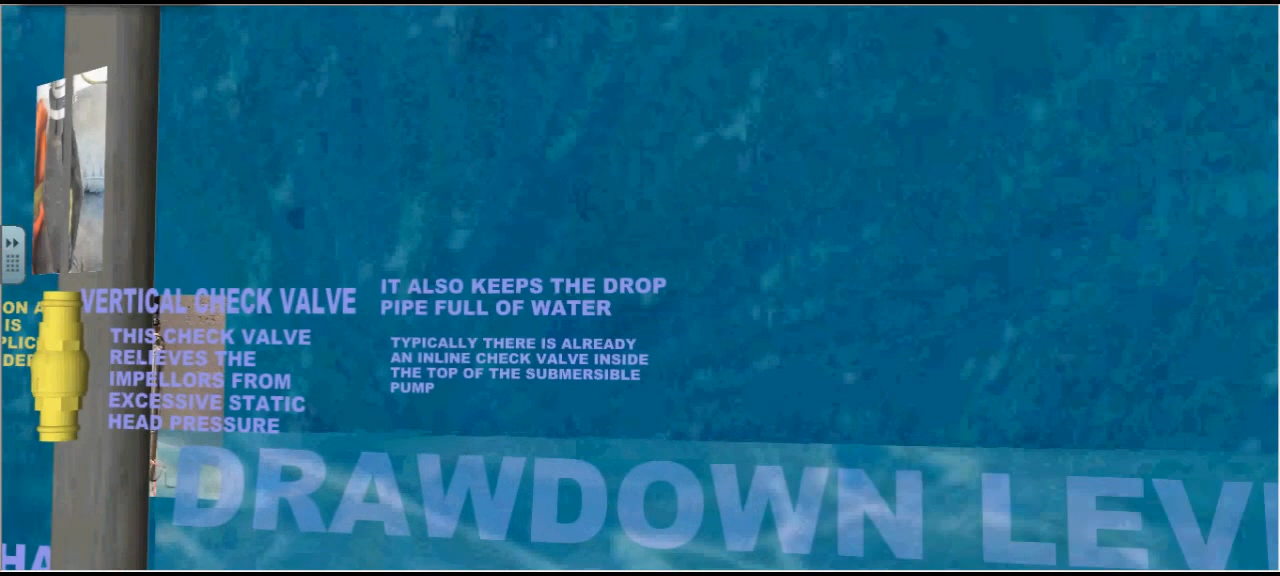 VERTICAL CHECK VALVE
THIS CHECK VALVE
RELIEVES THE
IMPELLORS FROM
EXCESSIVE STATIC
HEAD PRESSURE
IT ALSO KEEPS THE DROP
PIPE FULL OF WATER
TYPICALLY THERE IS ALREADY
AN INLINE CHECK VALVE INSIDE
THE TOP OF THE SUBMERSIBLE
PUMP
ON
IS
DRAWDOWN